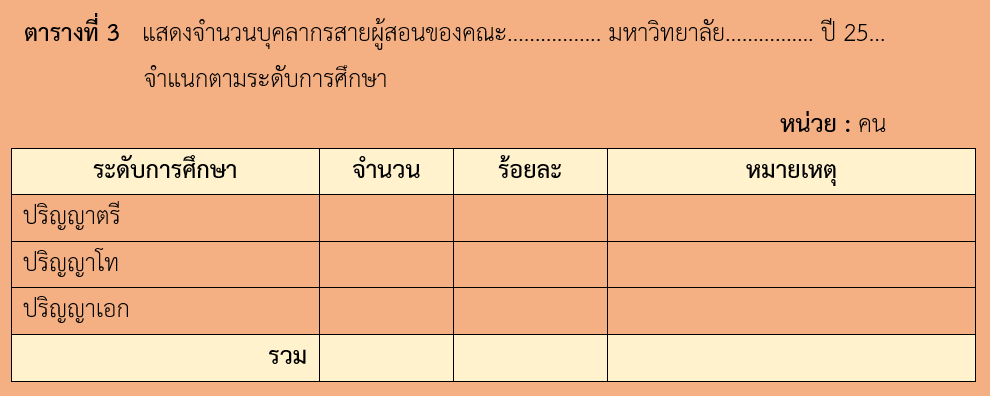 ตารางที่ 3 แสดงจำนวนบุคลากรสายผู้สอนของคณะ................. มหาวิทยาลัย................ ปี 25...
จำแนกตามระดับการศึกษา
หน่วย : คน
ระดับการศึกษา จำนวน ร้อยละ หมายเหตุ
ปริญญาตรี
ปริญญาโท
ปริญญาเอก
รวม